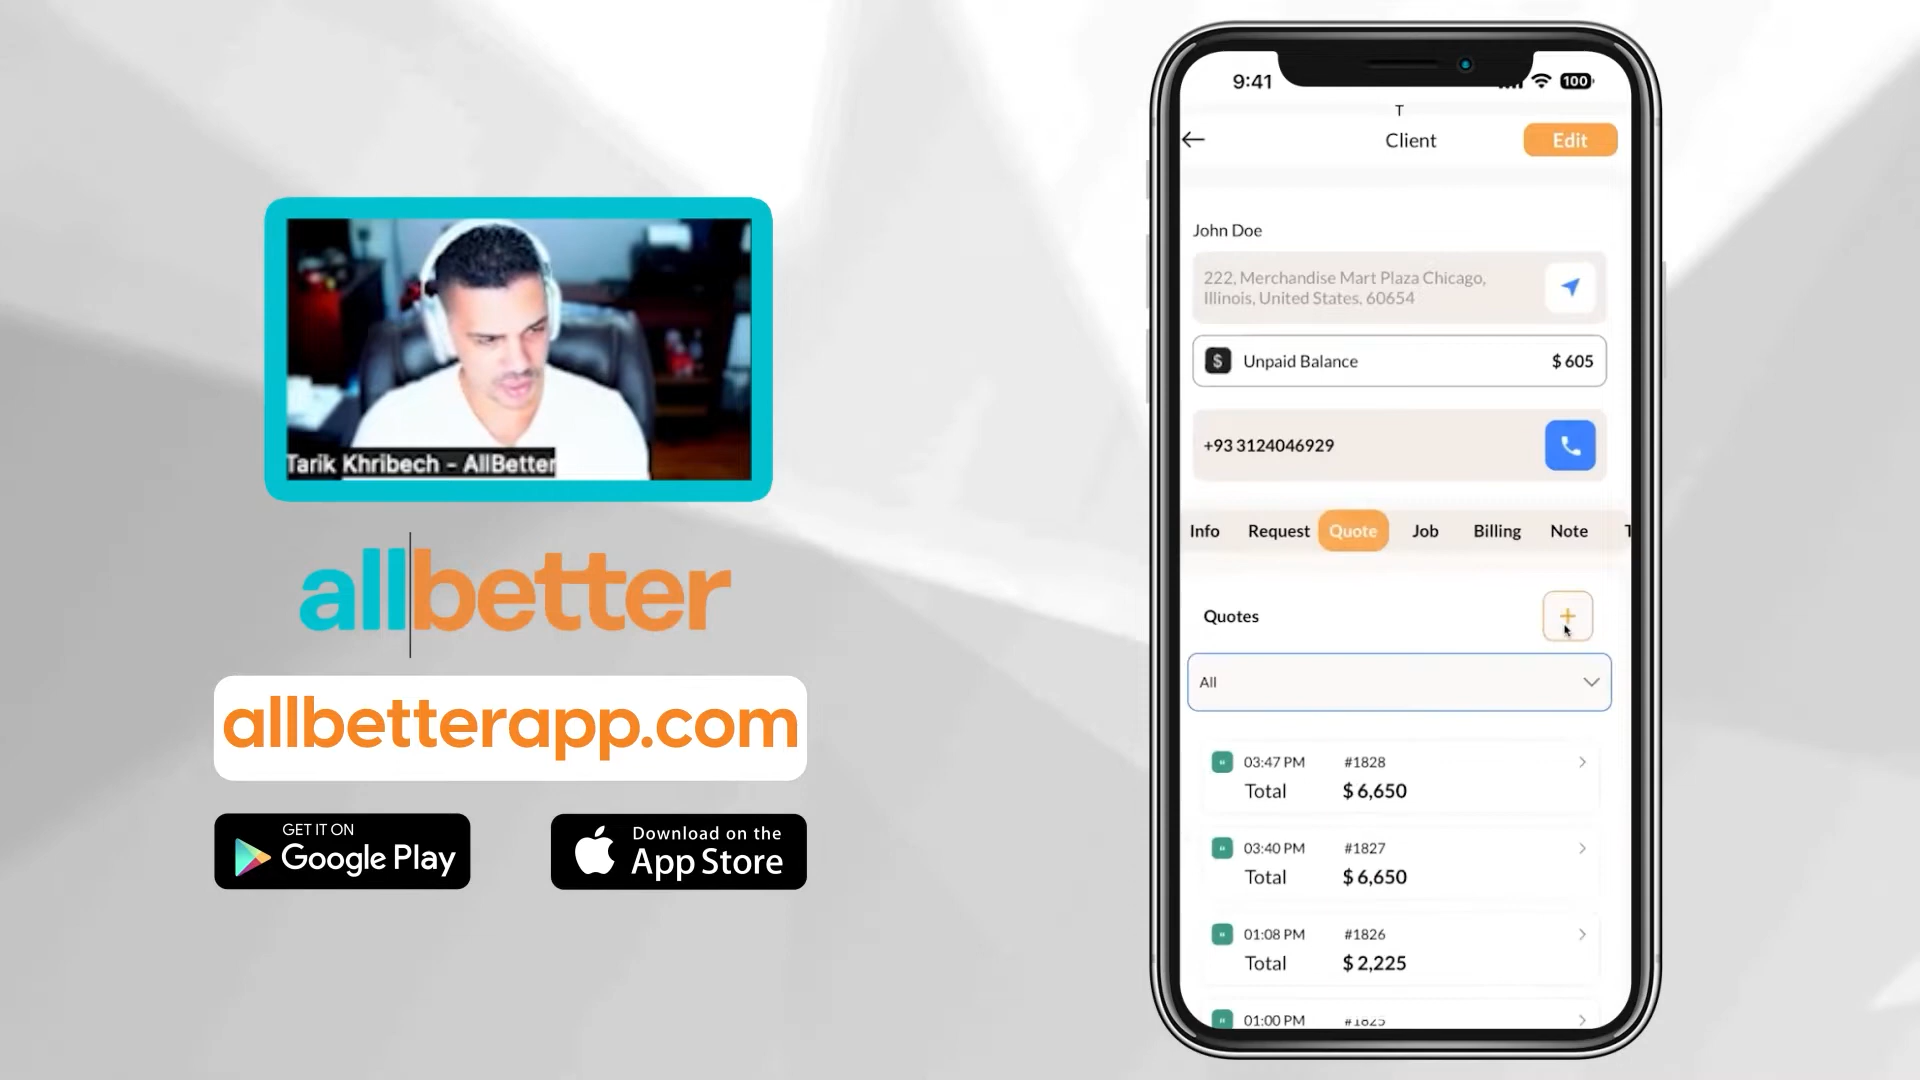 Tarik Khribech - AllBetter
allbetter
allbetterapp.com
GET IT ON
Google Play
Download on the
App Store
9:41
100
T
Client
Edit
John Doe
222, Merchandise Mart Plaza Chicago,
Illinois, United States, 60654
$ Unpaid Balance $ 605
+93 3124046929
Info Request Quote Job Billing Note T
Quotes
+
All
03:47 PM #1828
Total $ 6,650
03:40 PM #1827
Total $ 6,650
01:08 PM #1826
Total $ 2,225
01:00 PM #1825